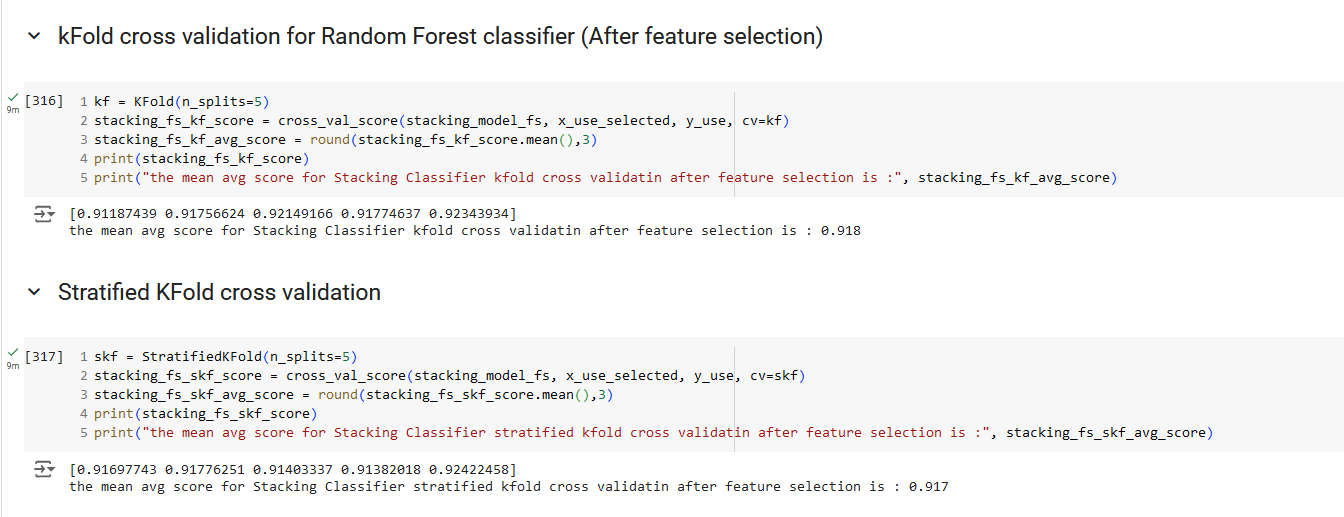 kFold cross validation for Random Forest classifier (After feature selection)
[316] 1 kf = KFold(n_splits=5)
9m 2 stacking_fs_kf_score = cross_val_score(stacking_model_fs, x_use_selected, y_use, cv=kf)
3 stacking_fs_kf_avg_score = round(stacking_fs_kf_score.mean(),3)
4 print(stacking_fs_kf_score)
5 print("the mean avg score for Stacking Classifier kfold cross validatin after feature selection is :", stacking_fs_kf_avg_score)
[0.91187439 0.91756624 0.92149166 0.91774637 0.92343934]
the mean avg score for Stacking Classifier kfold cross validatin after feature selection is : 0.918
Stratified KFold cross validation
[317] 1 skf = StratifiedKFold(n_splits=5)
9m 2 stacking_fs_skf_score = cross_val_score(stacking_model_fs, x_use_selected, y_use, cv=skf)
3 stacking_fs_skf_avg_score = round(stacking_fs_skf_score.mean(),3)
4 print(stacking_fs_skf_score)
5 print("the mean avg score for Stacking Classifier stratified kfold cross validatin after feature selection is :", stacking_fs_skf_avg_score)
[0.91697743 0.91776251 0.91403337 0.91382018 0.92422458]
the mean avg score for Stacking Classifier stratified kfold cross validatin after feature selection is : 0.917